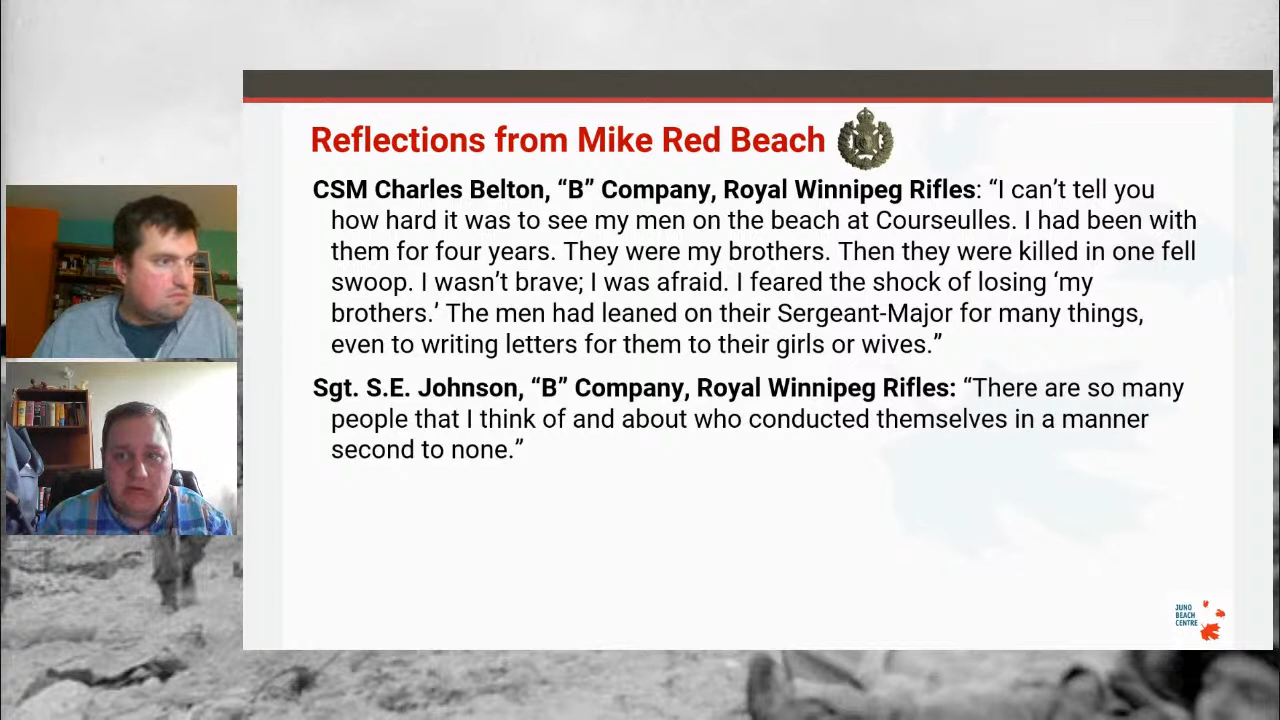 Reflections from Mike Red Beach
CSM Charles Belton, “B” Company, Royal Winnipeg Rifles: “I can’t tell you
how hard it was to see my men on the beach at Courseulles. I had been with
them for four years. They were my brothers. Then they were killed in one fell
swoop. I wasn’t brave; I was afraid. I feared the shock of losing ‘my
brothers.’ The men had leaned on their Sergeant-Major for many things,
even to writing letters for them to their girls or wives.”
Sgt. S.E. Johnson, “B” Company, Royal Winnipeg Rifles: “There are so many
people that I think of and about who conducted themselves in a manner
second to none.”
JUNO
BEACH
CENTRE